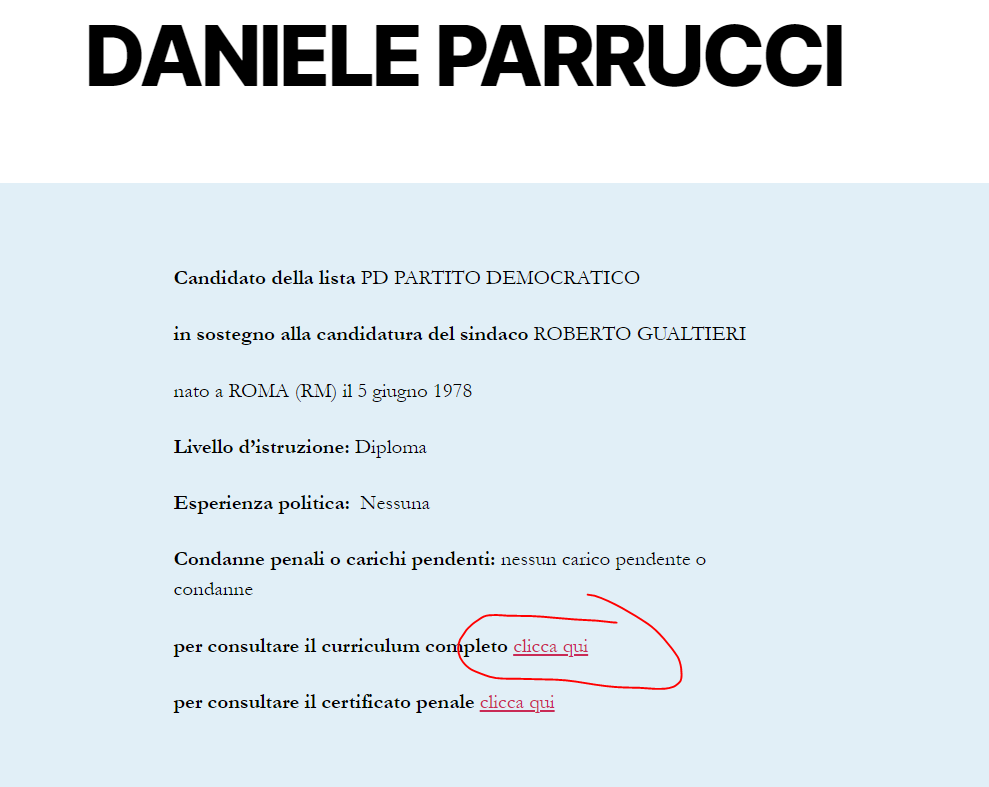 DANIELE PARRUCCI
Candidato della lista PD PARTITO DEMOCRATICO
in sostegno alla candidatura del sindaco ROBERTO GUALTIERI
nato a ROMA (RM) il 5 giugno 1978
Livello d’istruzione: Diploma
Esperienza politica: Nessuna
Condanne penali o carichi pendenti: nessun carico pendente o
condanne
per consultare il curriculum completo clicca qui
per consultare il certificato penale clicca qui